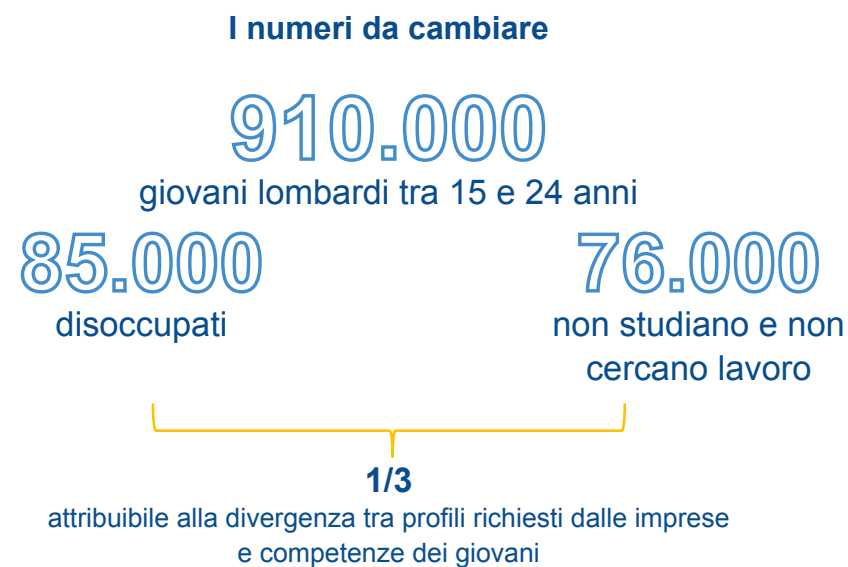 I numeri da cambiare
910.000
giovani lombardi tra 15 e 24 anni
85.000
disoccupati
76.000
non studiano e non
cercano lavoro
1/3
attribuibile alla divergenza tra profili richiesti dalle imprese
e competenze dei giovani